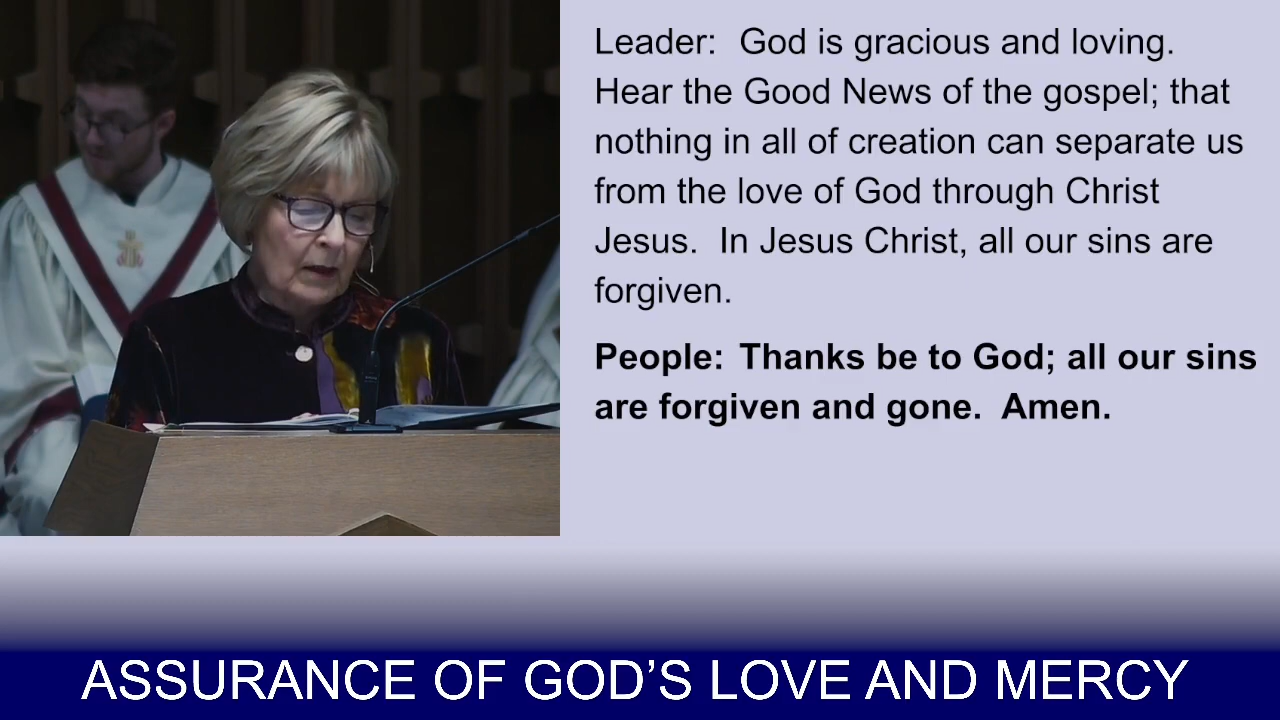 Leader: God is gracious and loving.
Hear the Good News of the gospel; that
nothing in all of creation can separate us
from the love of God through Christ
Jesus. In Jesus Christ, all our sins are
forgiven.
People: Thanks be to God; all our sins
are forgiven and gone. Amen.
ASSURANCE OF GOD’S LOVE AND MERCY